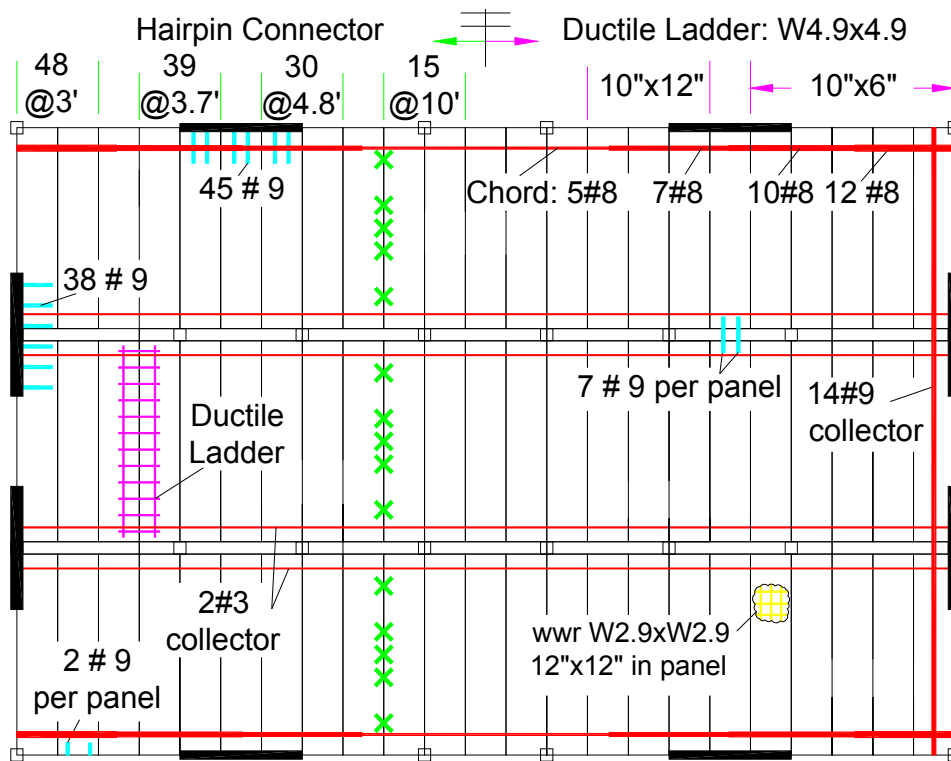 Hairpin Connector
Ductile Ladder: W4.9x4.9
48
@3'
39
@3.7'
30
@4.8'
15
@10'
10"x12"
10"x6"
45 # 9
Chord: 5#8
7#8
10#8
12 #8
38 # 9
7 # 9 per panel
14#9
collector
Ductile
Ladder
2#3
collector
wwr W2.9xW2.9
12"x12" in panel
2 # 9
per panel